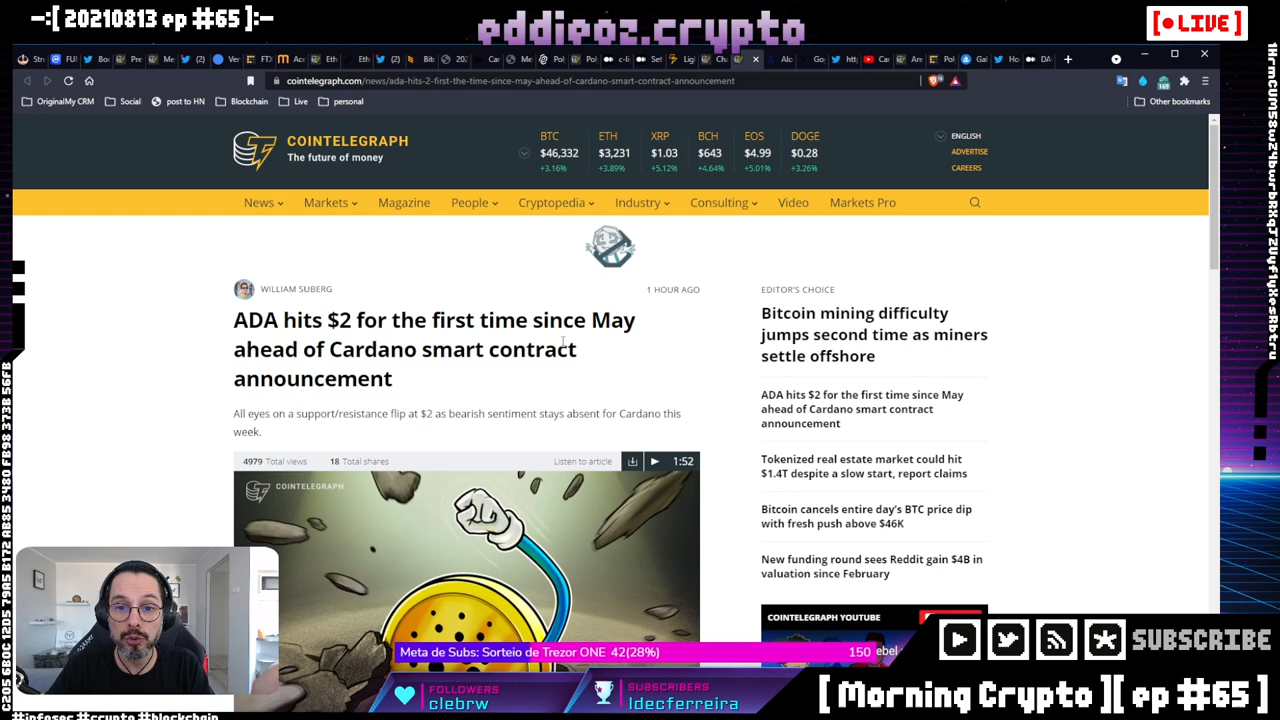 -:[ 20210813 ep #65 ]:-
eddieoz.crypto
[● LIVE]
cointelegraph.com/news/ada-hits-2-first-the-time-since-may-ahead-of-cardano-smart-contract-announcement
OriginalMy CRM
Social
post to HN
Blockchain
Live
personal
Other bookmarks
COINTELEGRAPH
The future of money
BTC ETH XRP BCH EOS DOGE
$46,332 $3,231 $1.03 $643 $4.99 $0.28
+3.16% +3.89% +5.12% +4.64% +5.01% +3.26%
ENGLISH
ADVERTISE
CAREERS
News Markets Magazine People Cryptopedia Industry Consulting Video Markets Pro
WILLIAM SUBERG
1 HOUR AGO
ADA hits $2 for the first time since May
ahead of Cardano smart contract
announcement
All eyes on a support/resistance flip at $2 as bearish sentiment stays absent for Cardano this
week.
4979 Total views
18 Total shares
Listen to article
1:52
COINTELEGRAPH
EDITOR'S CHOICE
Bitcoin mining difficulty
jumps second time as miners
settle offshore
ADA hits $2 for the first time since May
ahead of Cardano smart contract
announcement
Tokenized real estate market could hit
$1.4T despite a slow start, report claims
Bitcoin cancels entire day's BTC price dip
with fresh push above $46K
New funding round sees Reddit gain $4B in
valuation since February
COINTELEGRAPH YOUTUBE
Meta de Subs: Sorteio de Trezor ONE 42(28%)
150
FOLLOWERS
clebrw
SUBSCRIBERS
ldecferreira
SUBSCRIBE
[ Morning Crypto ][ ep #65 ]
#infosec #crypto #blockchain